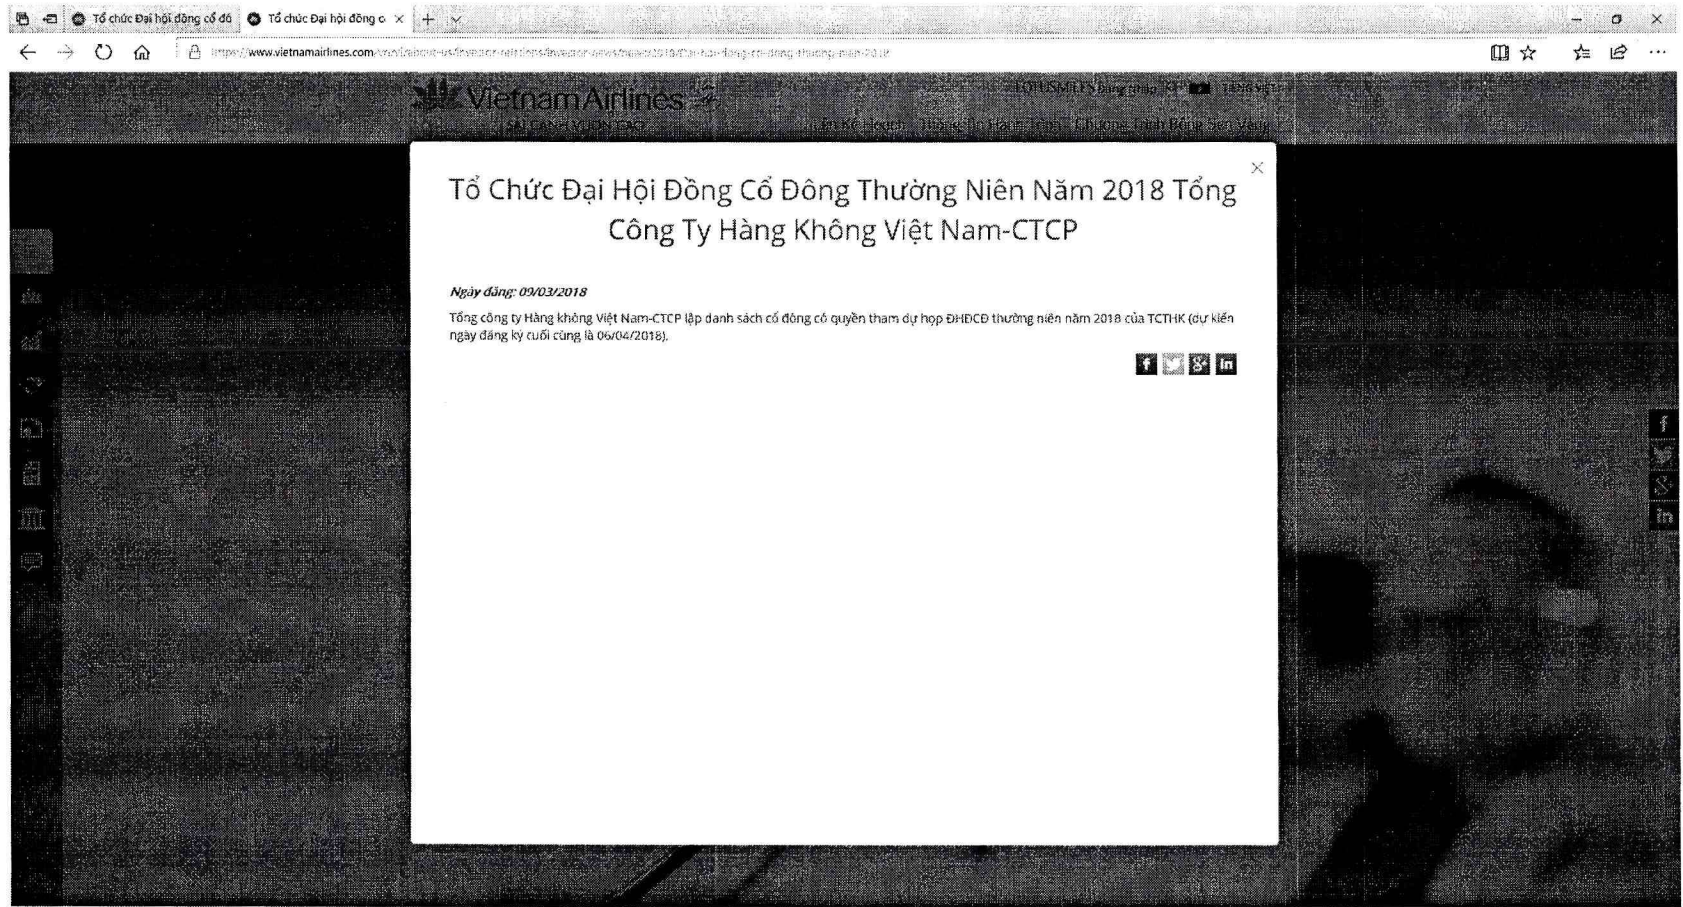 Tổ chức Đại hội đồng cổ đô
Tổ chức Đại hội đồng c
https://www.vietnamairlines.com
Vietnam Airlines
LOTUSMILES Đăng nhập
Tổ Chức Đại Hội Đồng Cổ Đông Thường Niên Năm 2018 Tổng
Công Ty Hàng Không Việt Nam-CTCP
Ngày đăng: 09/03/2018
Tổng công ty Hàng không Việt Nam-CTCP lập danh sách cổ đông có quyền tham dự họp ĐHĐCĐ thường niên năm 2018 của TCTHK (dự kiến
ngày đăng ký cuối cùng là 06/04/2018).